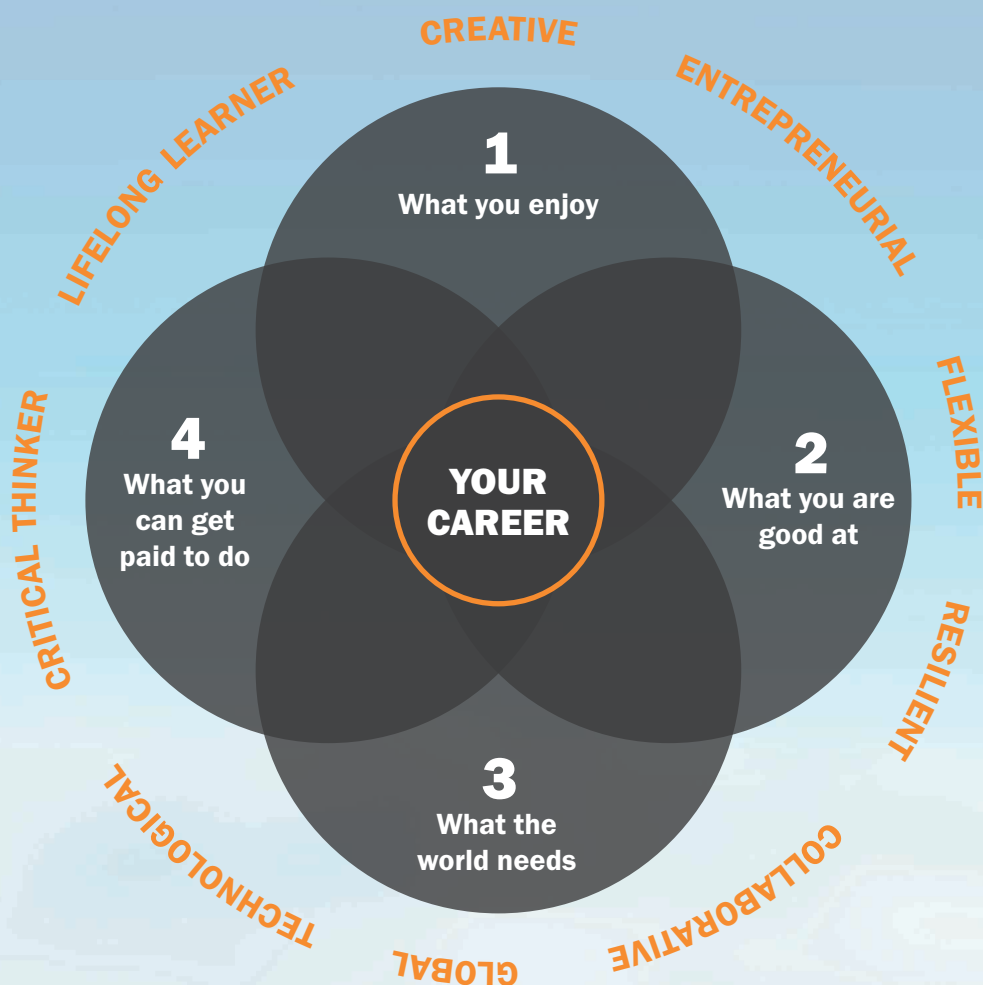 CREATIVE
ENTREPRENEURIAL
FLEXIBLE
RESILIENT
COLLABORATIVE
GLOBAL
TECHNOLOGICAL
CRITICAL THINKER
LIFELONG LEARNER
1
What you enjoy
2
What you are
good at
3
What the
world needs
4
What you
can get
paid to do
YOUR
CAREER